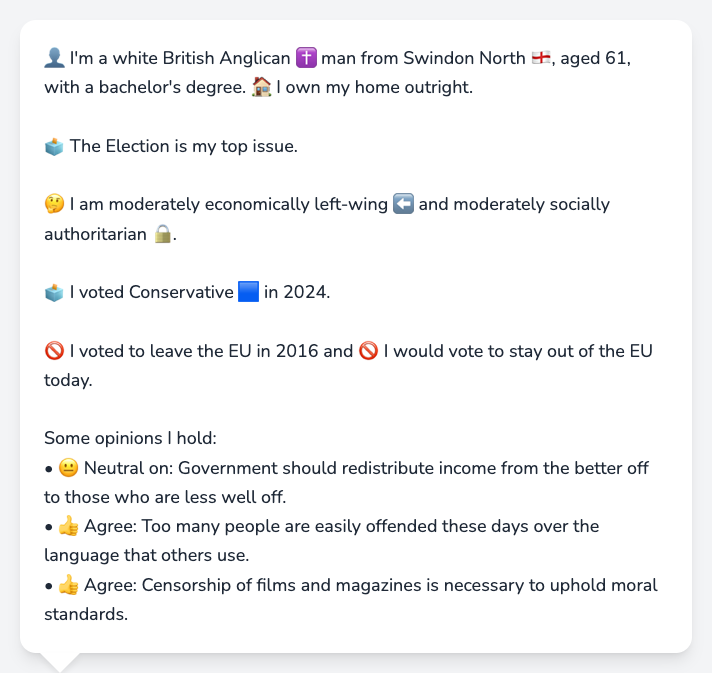 👤 I'm a white British Anglican ✝️ man from Swindon North 🏴󠁧󠁢󠁥󠁮󠁧󠁿, aged 61,
with a bachelor's degree. 🏠 I own my home outright.
🗳️ The Election is my top issue.
🤔 I am moderately economically left-wing ⬅️ and moderately socially
authoritarian 🔒.
🗳️ I voted Conservative 🟦 in 2024.
🚫 I voted to leave the EU in 2016 and 🚫 I would vote to stay out of the EU
today.
Some opinions I hold:
• 😐 Neutral on: Government should redistribute income from the better off
to those who are less well off.
• 👍 Agree: Too many people are easily offended these days over the
language that others use.
• 👍 Agree: Censorship of films and magazines is necessary to uphold moral
standards.